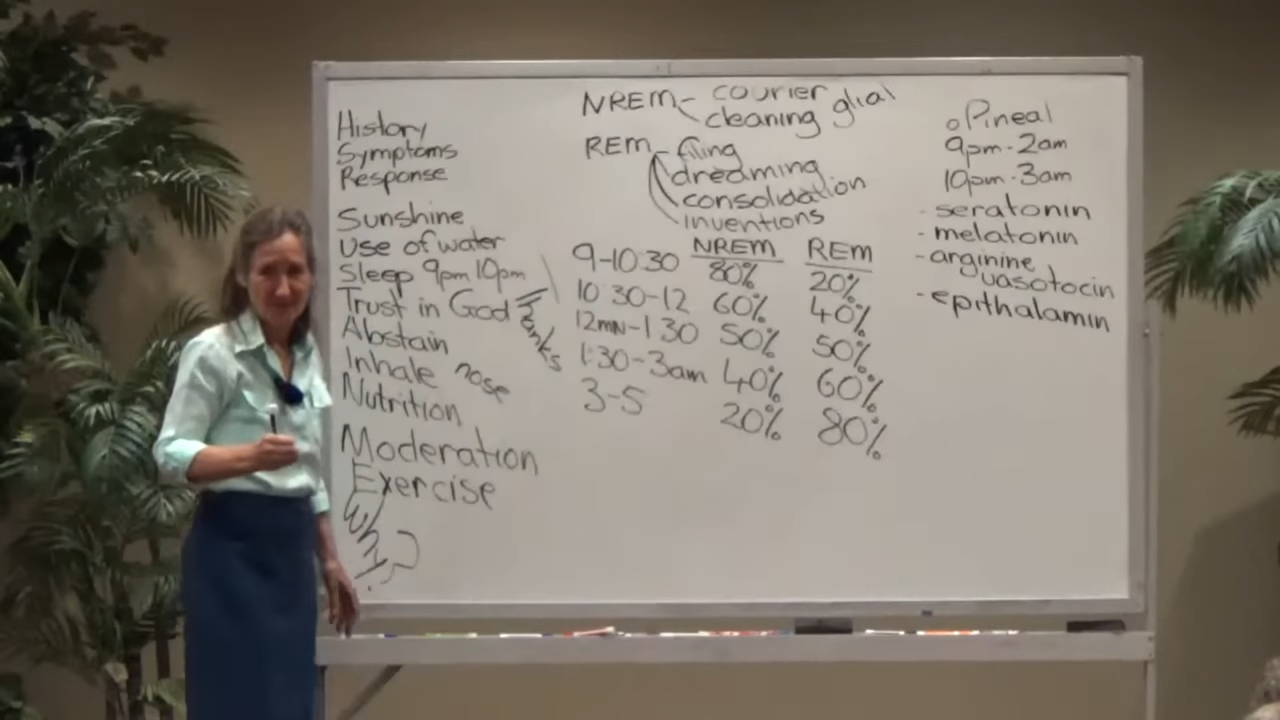 History
Symptoms
Response
Sunshine
Use of water
Sleep 9pm 10pm
Trust in God
Thanks
Abstain
Inhale nose
Nutrition
Moderation
Exercise
Why?
NREM - courier
cleaning glial
REM - filing
dreaming
consolidation
inventions
NREM REM
9-10:30 80% 20%
10:30-12 60% 40%
12MN-1:30 50% 50%
1:30-3am 40% 60%
3-5 20% 80%
Pineal
9pm-2am
10pm-3am
- seratonin
- melatonin
- arginine
vasotocin
- epithalamin